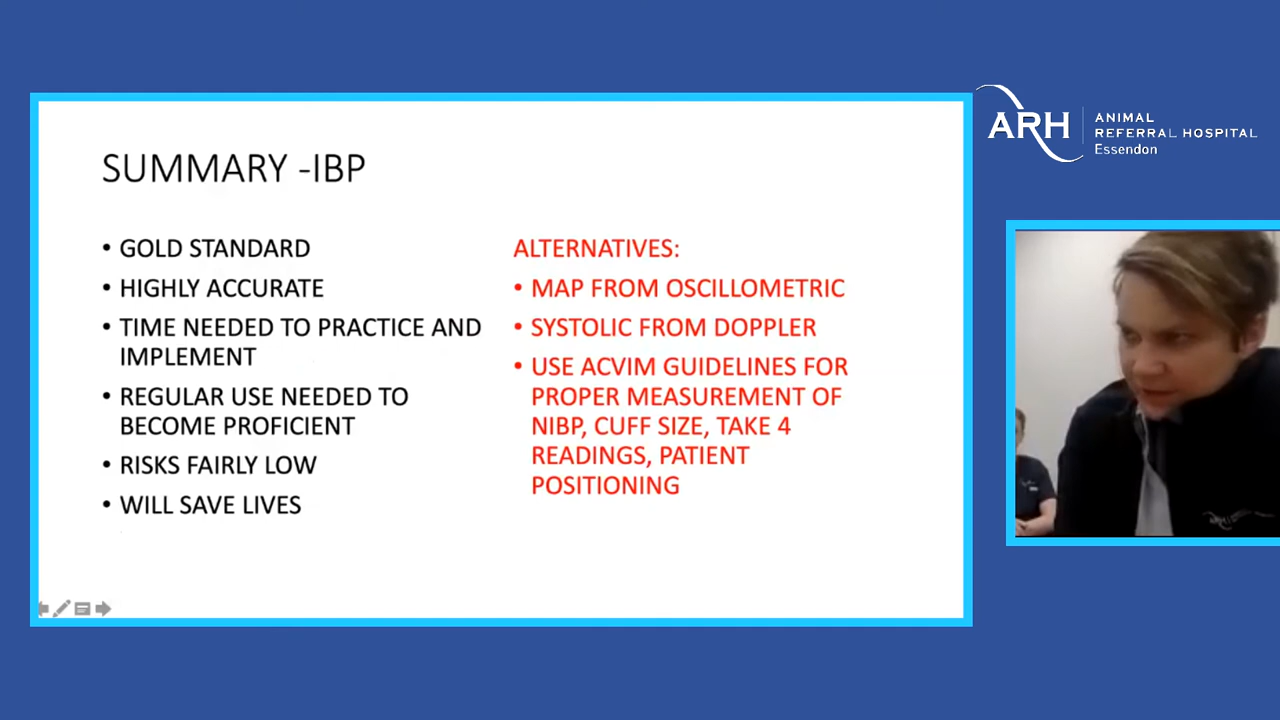 SUMMARY -IBP
• GOLD STANDARD
• HIGHLY ACCURATE
• TIME NEEDED TO PRACTICE AND
IMPLEMENT
• REGULAR USE NEEDED TO
BECOME PROFICIENT
• RISKS FAIRLY LOW
• WILL SAVE LIVES
ALTERNATIVES:
• MAP FROM OSCILLOMETRIC
• SYSTOLIC FROM DOPPLER
• USE ACVIM GUIDELINES FOR
PROPER MEASUREMENT OF
NIBP, CUFF SIZE, TAKE 4
READINGS, PATIENT
POSITIONING
ARH
ANIMAL
REFERRAL HOSPITAL
Essendon